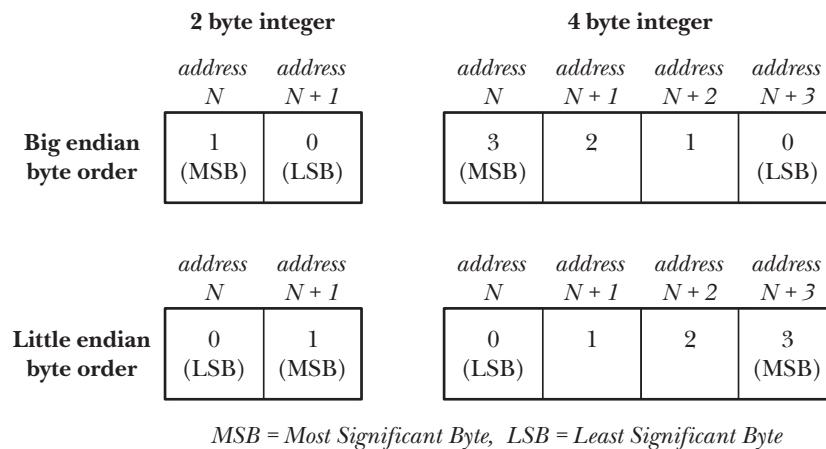 2 byte integer 4 byte integer
address address address address address address
N N + 1 N N + 1 N + 2 N + 3
Big endian byte order
1 0 3 2 1 0
(MSB) (LSB) (MSB) (LSB)
address address address address address address
N N + 1 N N + 1 N + 2 N + 3
Little endian byte order
0 1 0 1 2 3
(LSB) (MSB) (LSB) (MSB)
MSB = Most Significant Byte, LSB = Least Significant Byte